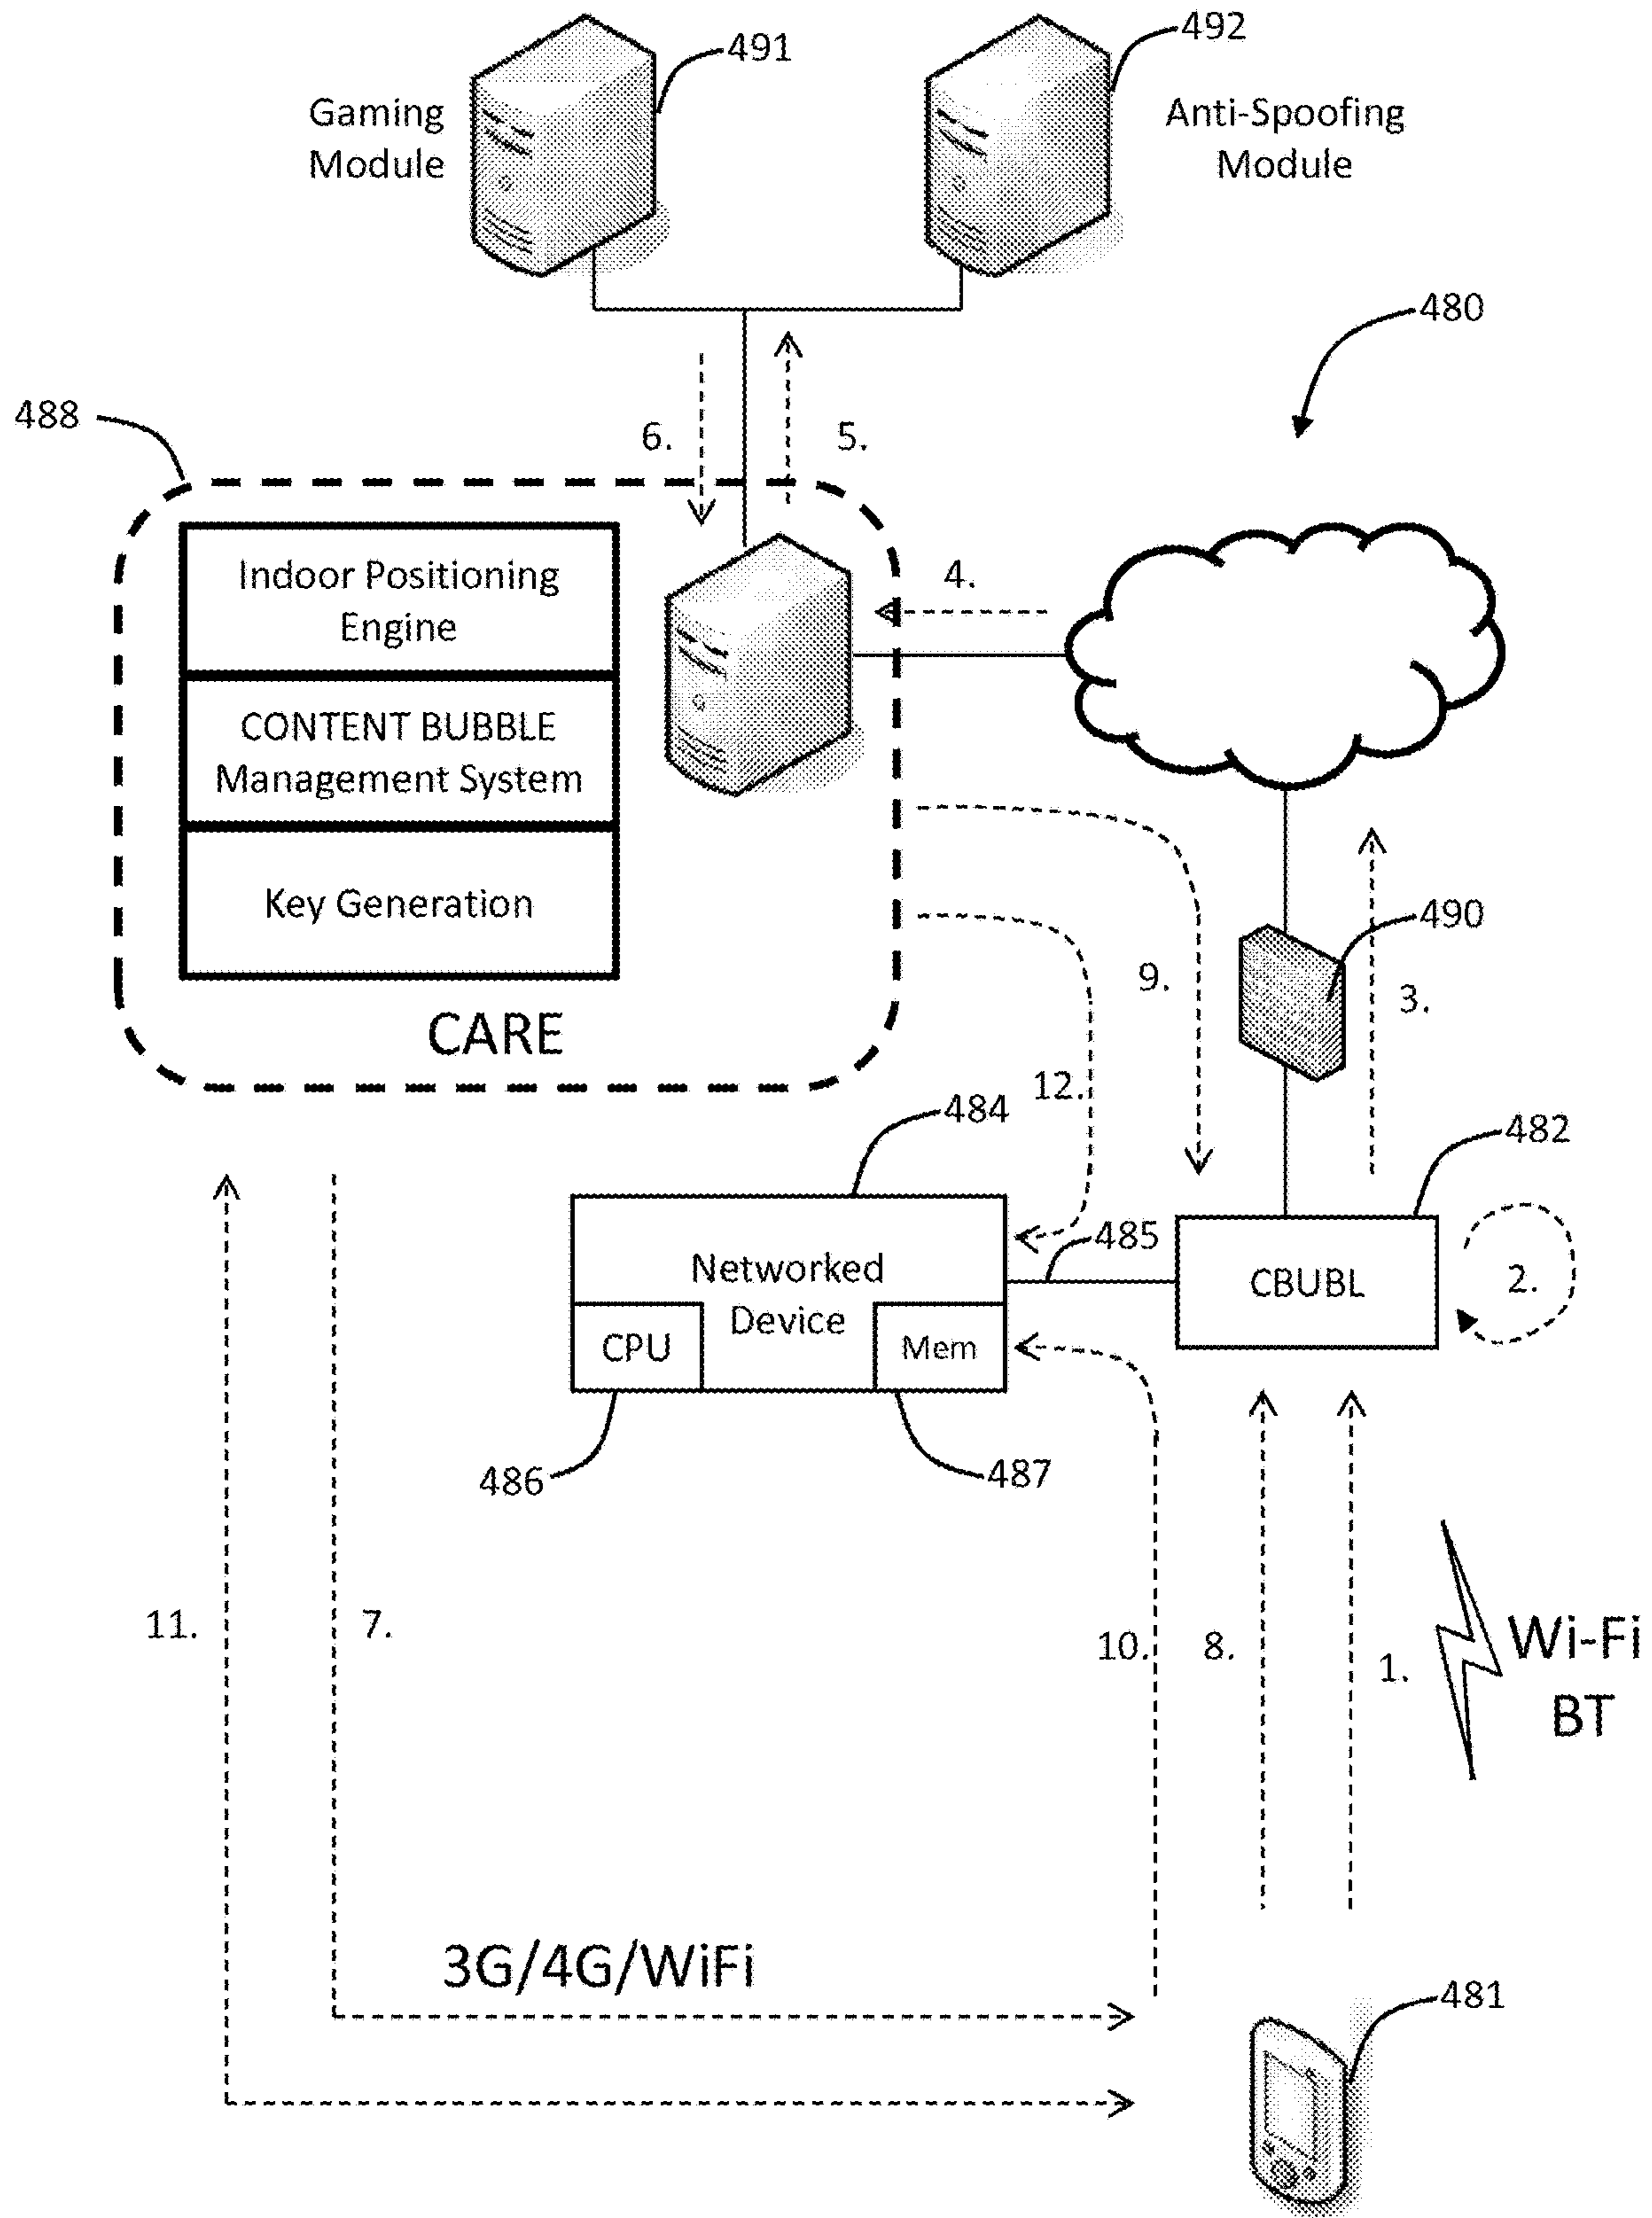 491
492
Gaming
Module
Anti-Spoofing
Module
480
488
6.
5.
Indoor Positioning
Engine
4.
CONTENT BUBBLE
Management System
Key Generation
490
9.
3.
CARE
12.
484
482
485
Networked
Device
CBUBL
2.
CPU
Mem
486
487
11.
7.
10.
8.
1.
Wi-Fi
BT
3G/4G/WiFi
481